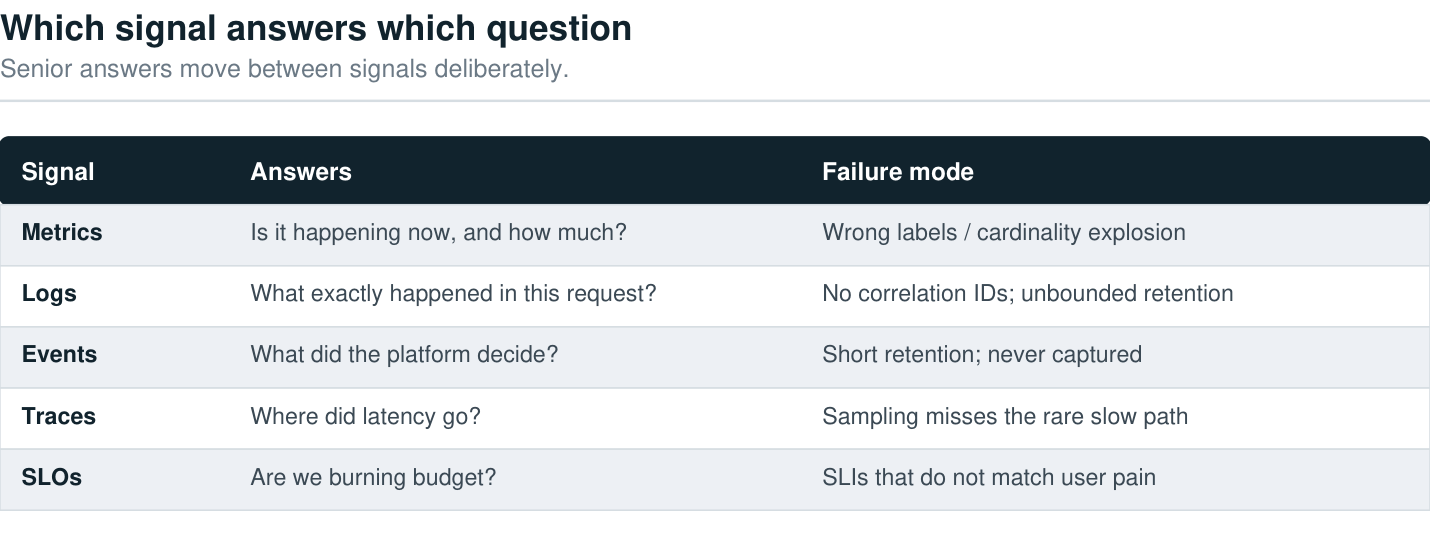 Which signal answers which question
Senior answers move between signals deliberately.
Signal Answers Failure mode
Metrics Is it happening now, and how much? Wrong labels / cardinality explosion
Logs What exactly happened in this request? No correlation IDs; unbounded retention
Events What did the platform decide? Short retention; never captured
Traces Where did latency go? Sampling misses the rare slow path
SLOs Are we burning budget? SLIs that do not match user pain